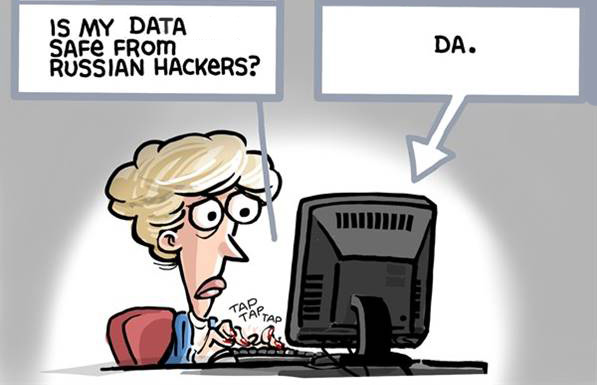 IS MY DATA
SAFe FROM
RUSSIAN HACKeRS?
DA.
TAP
TAP
TAP